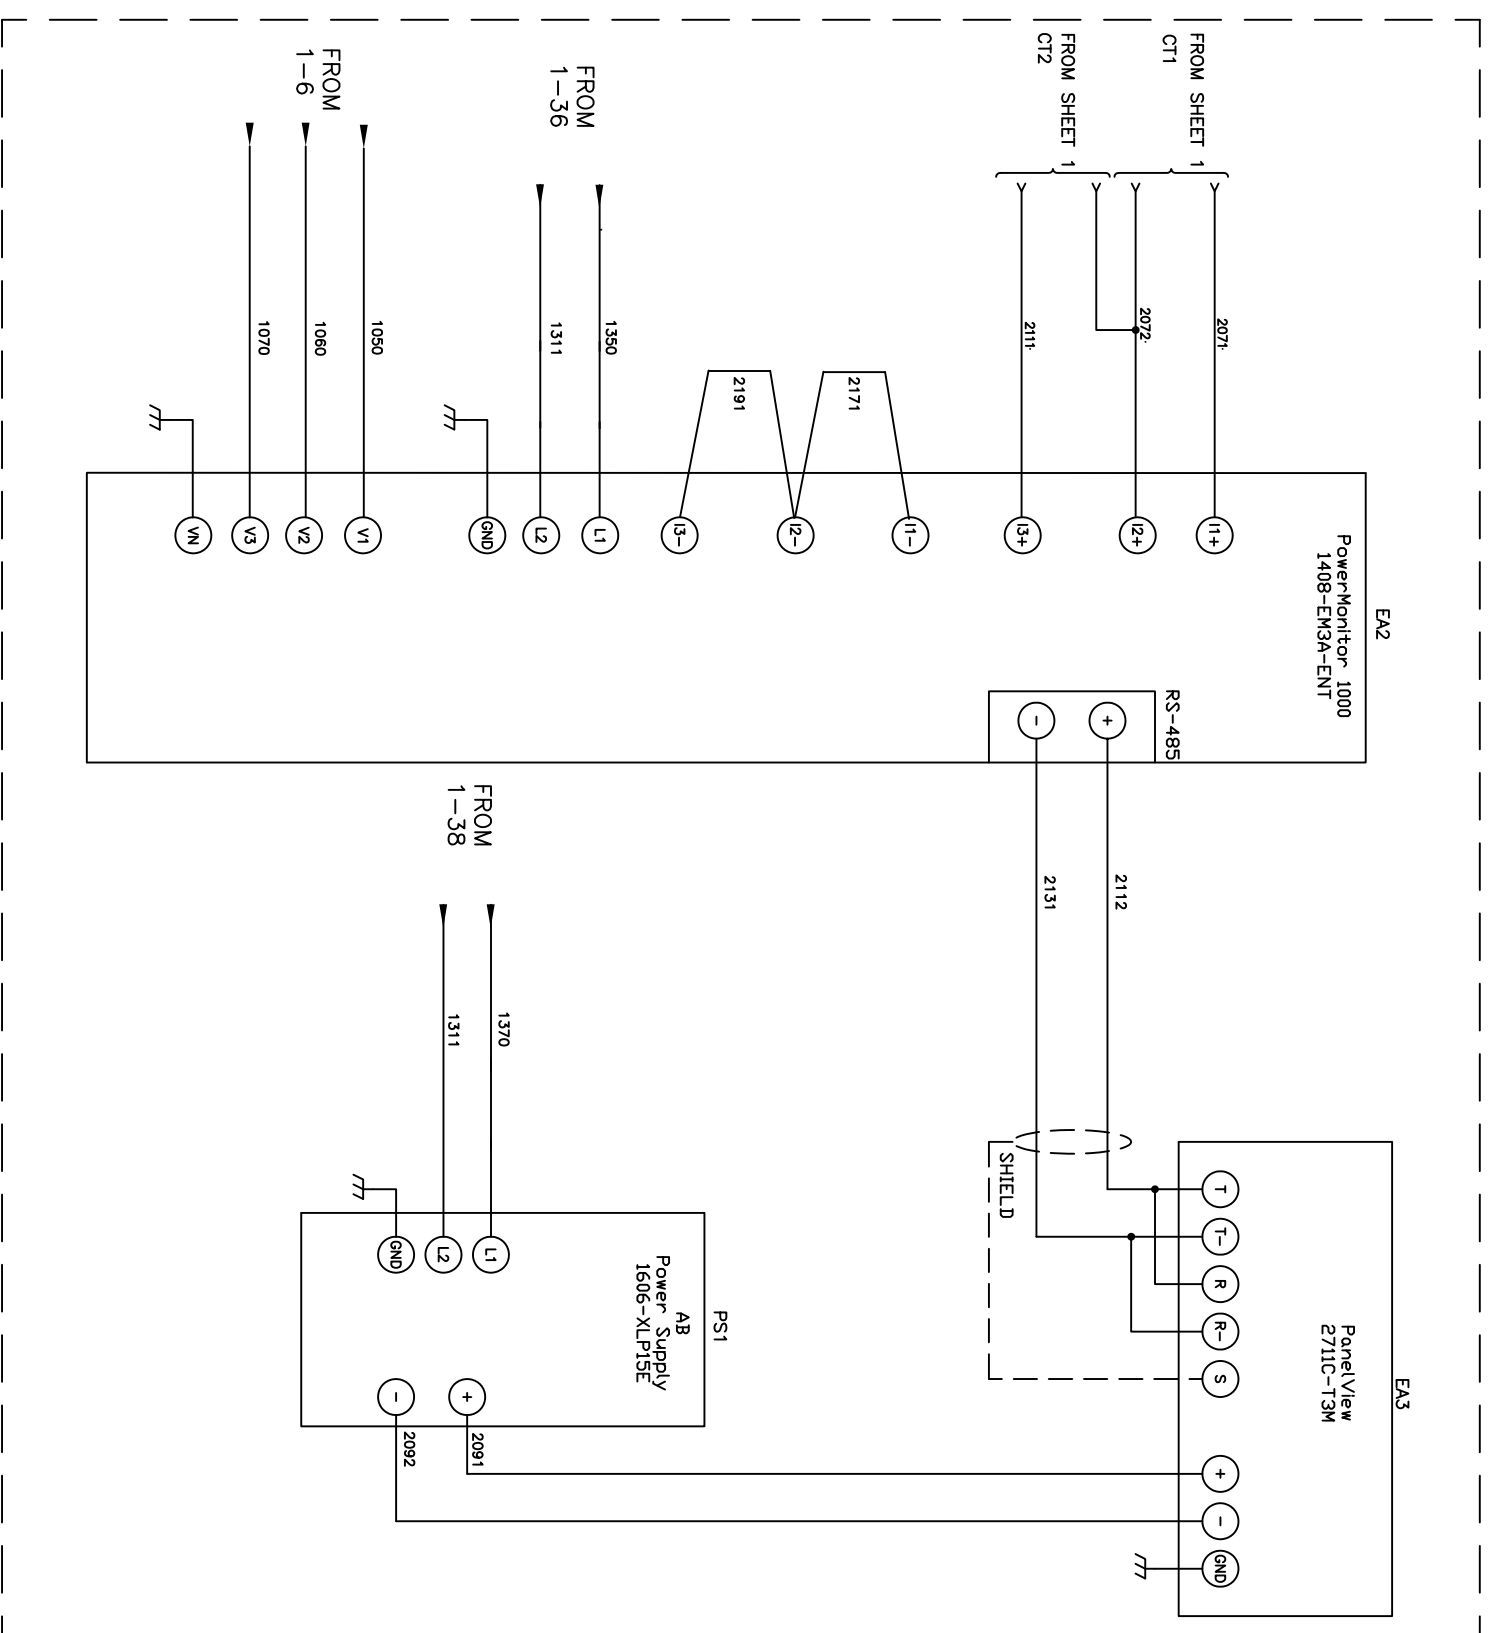 EA2
PowerMonitor 1000
1408-EM3A-ENT
FROM SHEET 1
CT1
FROM SHEET 1
CT2
2071
2072
2111
I1+
I2+
I3+
2171
2191
I1-
I2-
I3-
FROM
1-36
1350
1311
L1
L2
GND
FROM
1-6
1050
1060
1070
V1
V2
V3
VN
RS-485
+
-
2112
2131
SHIELD
EA3
PanelView
2711C-T3M
T
T-
R
R-
S
+
-
GND
FROM
1-38
1370
1311
PS1
AB
Power Supply
1606-XLP15E
L1
L2
GND
+
-
2091
2092